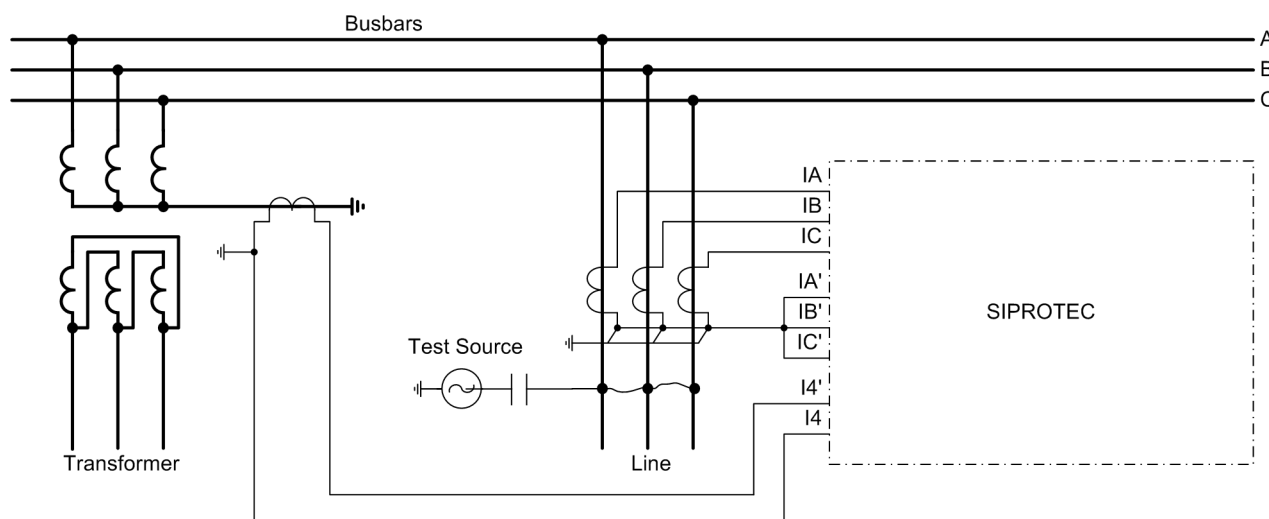 Busbars
A
B
C
IA
IB
IC
IA'
IB'
IC'
SIPROTEC
Test Source
I4'
I4
Transformer
Line